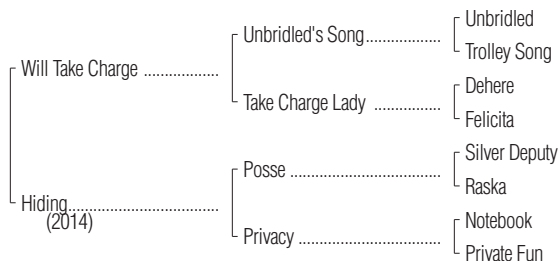 Will Take Charge
Unbridled's Song
Unbridled
Trolley Song
Take Charge Lady
Dehere
Felicita
Hiding
(2014)
Posse
Silver Deputy
Raska
Privacy
Notebook
Private Fun